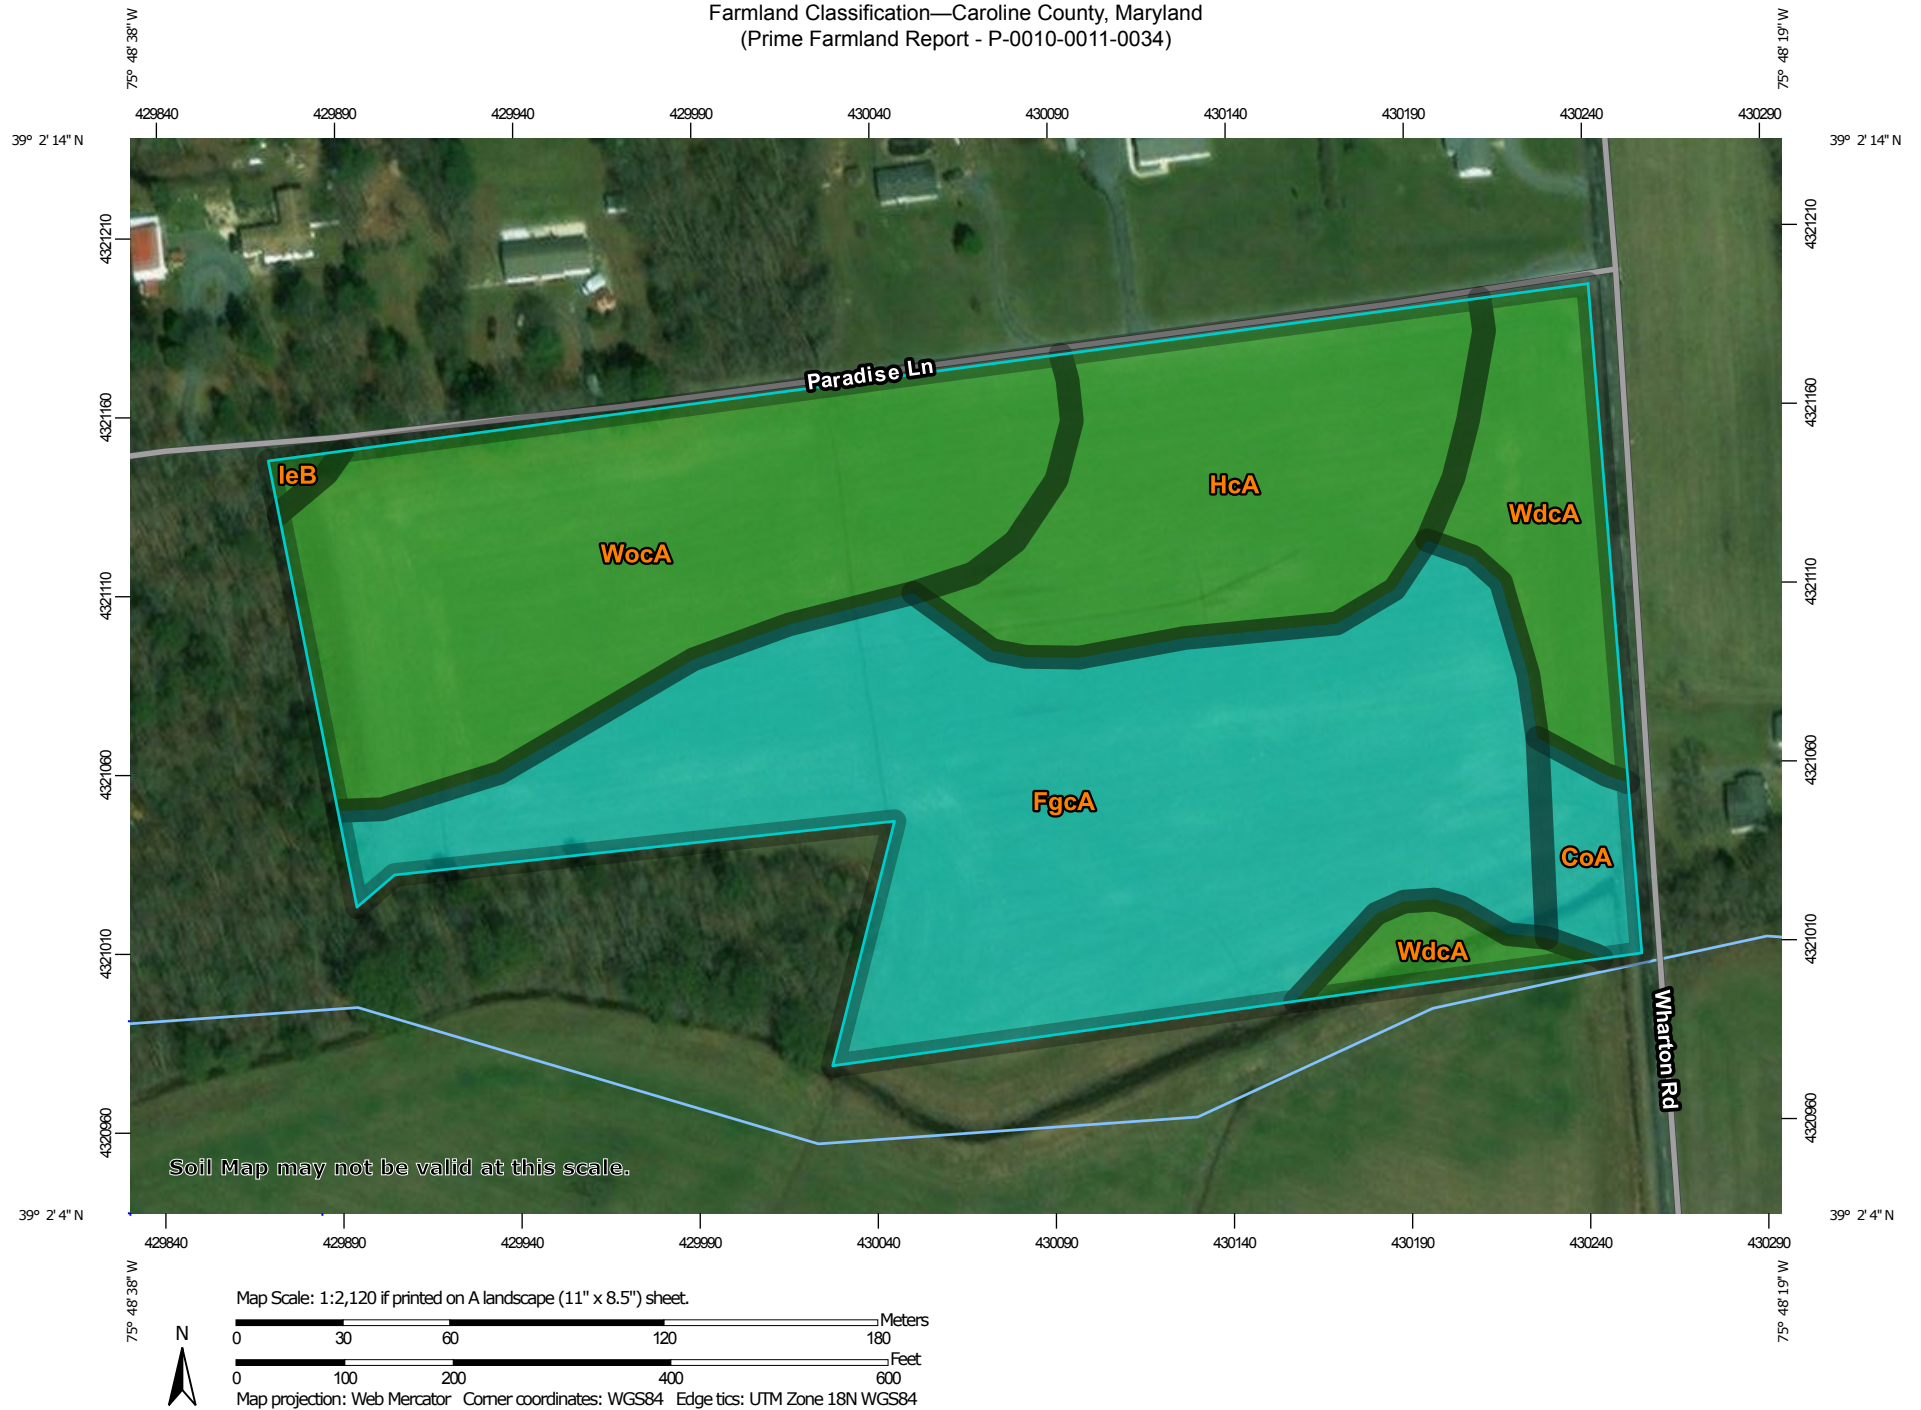 Farmland Classification—Caroline County, Maryland
(Prime Farmland Report - P-0010-0011-0034)
75° 48' 38'' W
75° 48' 19'' W
429840 429890 429940 429990 430040 430090 430140 430190 430240 430290
39° 2' 14'' N
39° 2' 14'' N
4321210
4321210
Paradise Ln
4321160
4321160
IeB
HcA
WdcA
WocA
4321110
4321110
4321060
4321060
FgcA
CoA
WdcA
4321010
4321010
Wharton Rd
4320960
4320960
Soil Map may not be valid at this scale.
39° 2' 4'' N
39° 2' 4'' N
429840 429890 429940 429990 430040 430090 430140 430190 430240 430290
75° 48' 38'' W
75° 48' 19'' W
Map Scale: 1:2,120 if printed on A landscape (11" x 8.5") sheet.
Meters
0 30 60 120 180
N
Feet
0 100 200 400 600
Map projection: Web Mercator Corner coordinates: WGS84 Edge tics: UTM Zone 18N WGS84